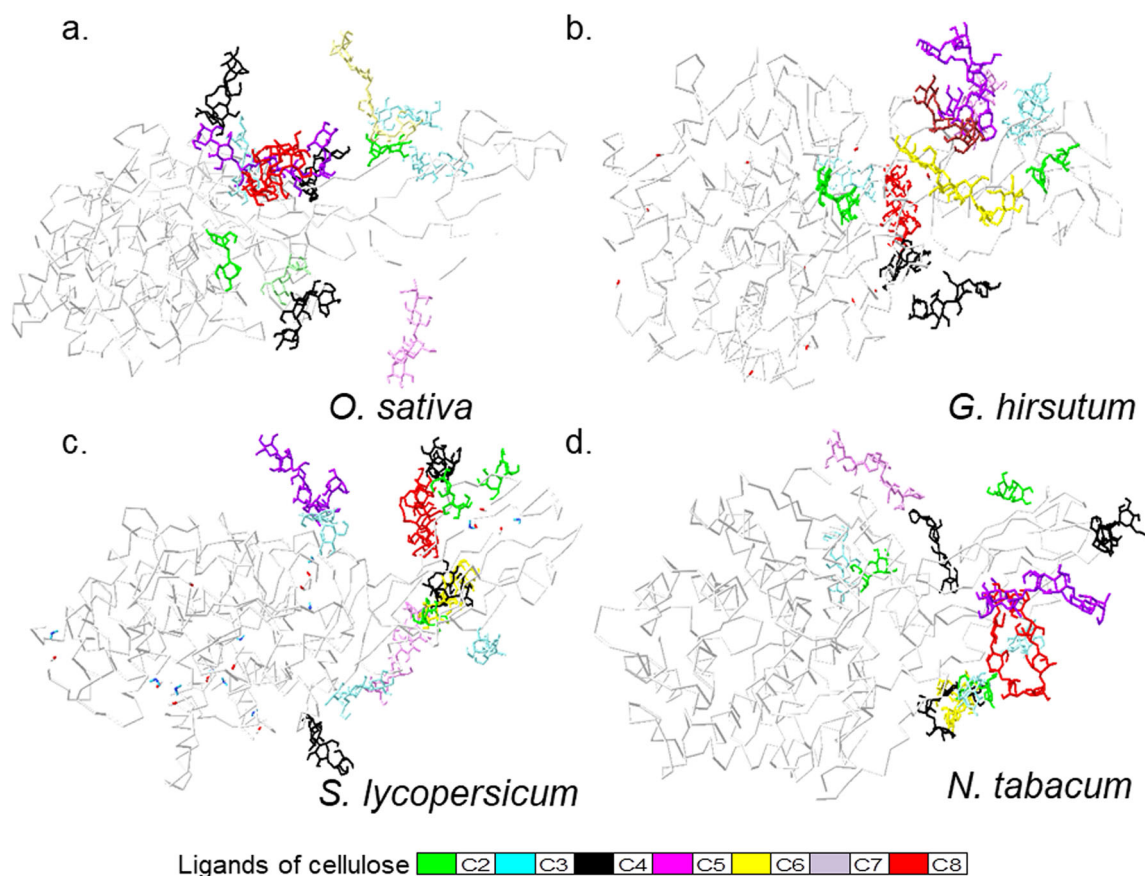 a.
b.
O. sativa
G. hirsutum
c.
d.
S. lycopersicum
N. tabacum
Ligands of cellulose C2 C3 C4 C5 C6 C7 C8